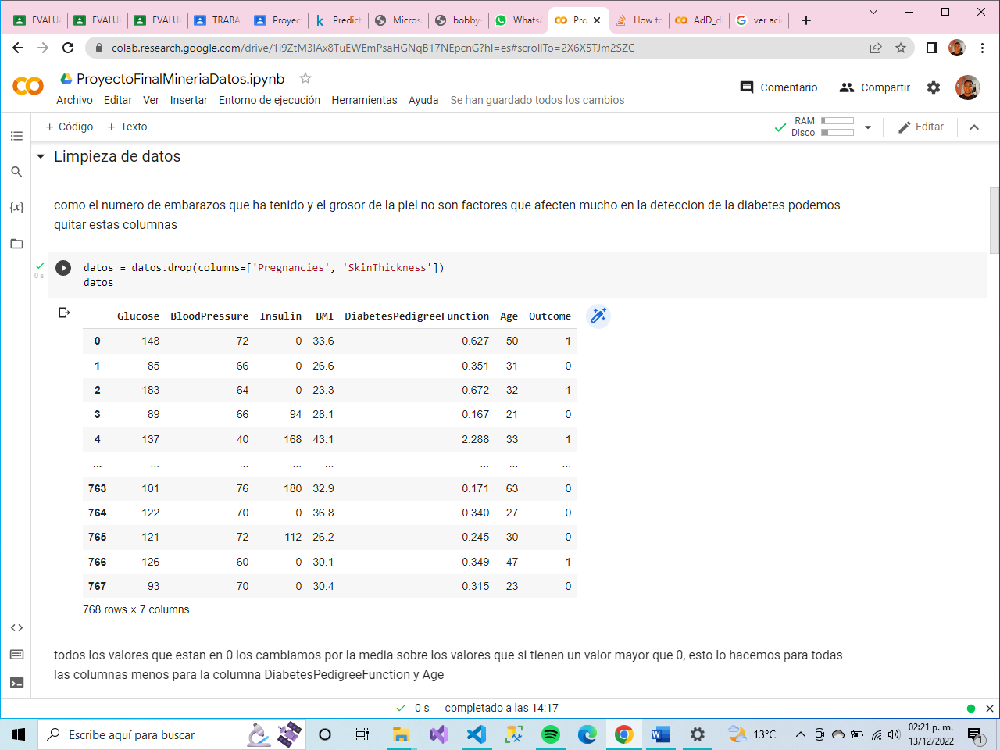 EVALUA
EVALUA
EVALUA
TRABA
Proyec
Predict
Micros
bobby
WhatsA
Pro
How to
AdD_d
ver aci
colab.research.google.com/drive/1i9ZtM3lAx8TuEWEmPsaHGNqB17NEpcnG?hl=es#scrollTo=2X6X5TJm2SZC
ProyectoFinalMineriaDatos.ipynb
Comentario
Compartir
Archivo Editar Ver Insertar Entorno de ejecución Herramientas Ayuda Se han guardado todos los cambios
+ Código + Texto
RAM
Disco
Editar
Limpieza de datos
{x}
como el numero de embarazos que ha tenido y el grosor de la piel no son factores que afecten mucho en la deteccion de la diabetes podemos
quitar estas columnas
0 s
datos = datos.drop(columns=['Pregnancies', 'SkinThickness'])
datos
Glucose BloodPressure Insulin BMI DiabetesPedigreeFunction Age Outcome
0 148 72 0 33.6 0.627 50 1
1 85 66 0 26.6 0.351 31 0
2 183 64 0 23.3 0.672 32 1
3 89 66 94 28.1 0.167 21 0
4 137 40 168 43.1 2.288 33 1
... ... ... ... ... ... ... ...
763 101 76 180 32.9 0.171 63 0
764 122 70 0 36.8 0.340 27 0
765 121 72 112 26.2 0.245 30 0
766 126 60 0 30.1 0.349 47 1
767 93 70 0 30.4 0.315 23 0
768 rows × 7 columns
todos los valores que estan en 0 los cambiamos por la media sobre los valores que si tienen un valor mayor que 0, esto lo hacemos para todas
las columnas menos para la columna DiabetesPedigreeFunction y Age
0 s completado a las 14:17
Escribe aquí para buscar
13°C
02:21 p. m.
13/12/2022
1